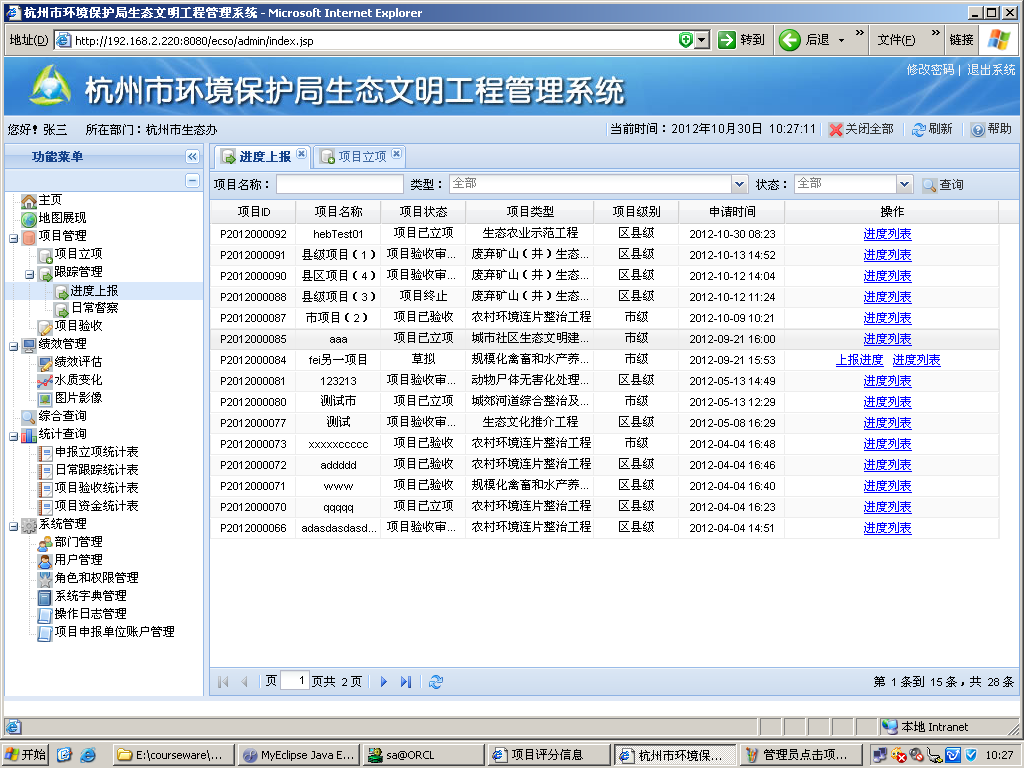 杭州市环境保护局生态文明工程管理系统 - Microsoft Internet Explorer
地址(D) http://192.168.2.220:8080/ecso/admin/index.jsp 转到 后退 » 文件(F) » 链接
杭州市环境保护局生态文明工程管理系统
修改密码 | 退出系统
您好！张三 所在部门：杭州市生态办 当前时间：2012年10月30日 10:27:11 关闭全部 刷新 帮助
功能菜单
主页
地图展现
项目管理
项目立项
跟踪管理
进度上报
日常督察
项目验收
绩效管理
绩效评估
水质变化
图片影像
综合查询
统计查询
申报立项统计表
日常跟踪统计表
项目验收统计表
项目资金统计表
系统管理
部门管理
用户管理
角色和权限管理
系统字典管理
操作日志管理
项目申报单位账户管理
进度上报 项目立项
项目名称： 类型： 全部 状态： 全部 查询
项目ID 项目名称 项目状态 项目类型 项目级别 申请时间 操作
P2012000092 hebTest01 项目已立项 生态农业示范工程 区县级 2012-10-30 08:23 进度列表
P2012000091 县级项目（1） 项目验收审... 废弃矿山（井）生态... 区县级 2012-10-13 14:52 进度列表
P2012000090 县区项目（4） 项目验收审... 废弃矿山（井）生态... 区县级 2012-10-12 14:04 进度列表
P2012000088 县级项目（3） 项目终止 废弃矿山（井）生态... 区县级 2012-10-12 11:24 进度列表
P2012000087 市项目（2） 项目已验收 农村环境连片整治工程 市级 2012-10-09 10:21 进度列表
P2012000085 aaa 项目已立项 城市社区生态文明建... 市级 2012-09-21 16:00 进度列表
P2012000084 fei另一项目 草拟 规模化禽畜和水产养... 市级 2012-09-21 15:53 上报进度 进度列表
P2012000081 123213 项目验收审... 动物尸体无害化处理... 区县级 2012-05-13 14:49 进度列表
P2012000080 测试市 项目已立项 城郊河道综合整治及... 市级 2012-05-13 12:29 进度列表
P2012000077 测试 项目验收审... 生态文化推介工程 区县级 2012-05-08 16:29 进度列表
P2012000073 xxxxxccccc 项目已验收 农村环境连片整治工程 市级 2012-04-04 16:48 进度列表
P2012000072 addddd 项目已验收 农村环境连片整治工程 区县级 2012-04-04 16:46 进度列表
P2012000071 www 项目已验收 规模化禽畜和水产养... 区县级 2012-04-04 16:40 进度列表
P2012000070 qqqqq 项目已立项 农村环境连片整治工程 区县级 2012-04-04 16:23 进度列表
P2012000066 adasdasdasd... 项目验收审... 农村环境连片整治工程 区县级 2012-04-04 14:51 进度列表
页 1 页共 2 页 第 1 条到 15 条，共 28 条
本地 Intranet
开始 E:\courseware\... MyEclipse Java E... sa@ORCL 项目评分信息 杭州市环境保... 管理员点击项... 10:27